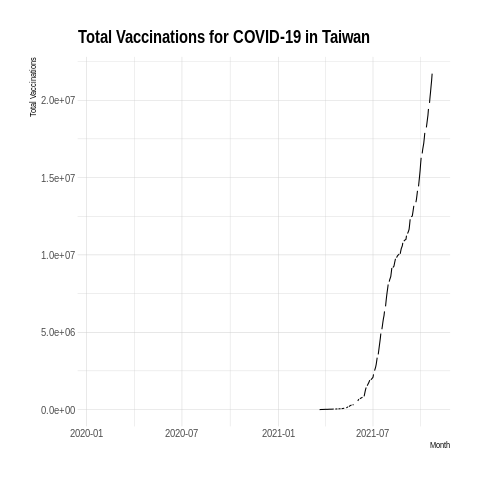 Total Vaccinations for COVID-19 in Taiwan
Total Vaccinations
2.0e+07
1.5e+07
1.0e+07
5.0e+06
0.0e+00
2020-01 2020-07 2021-01 2021-07
Month